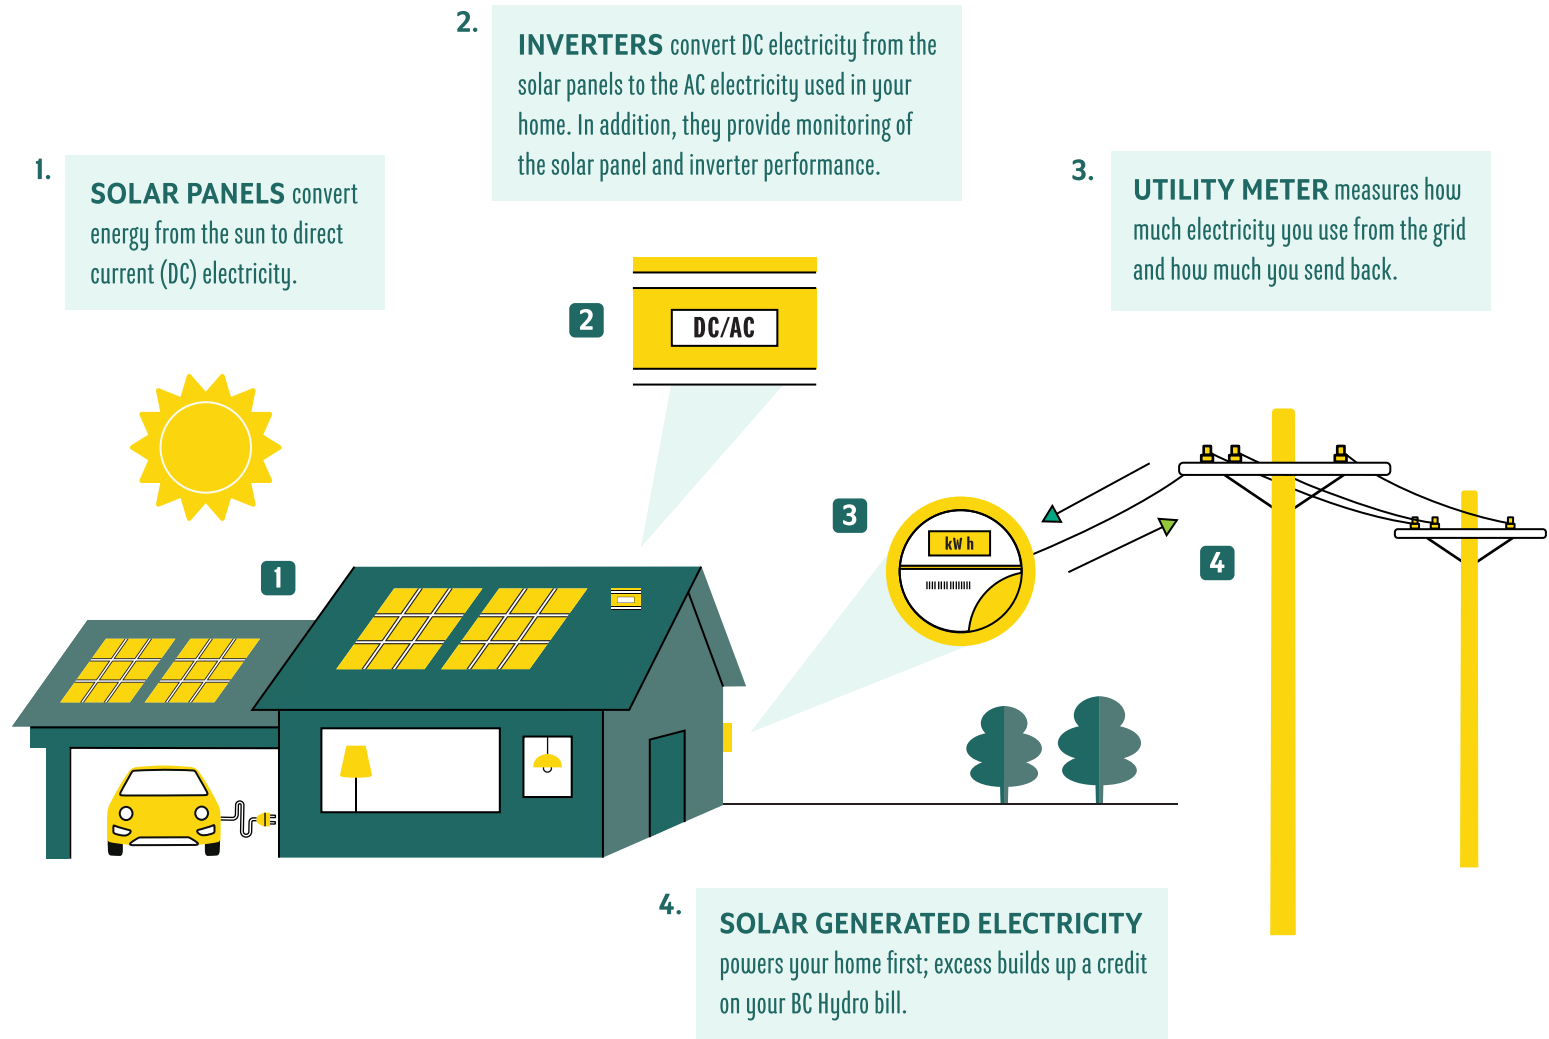 1.
SOLAR PANELS convert
energy from the sun to direct
current (DC) electricity.
2.
INVERTERS convert DC electricity from the
solar panels to the AC electricity used in your
home. In addition, they provide monitoring of
the solar panel and inverter performance.
3.
UTILITY METER measures how
much electricity you use from the grid
and how much you send back.
2
DC/AC
3
kW h
4
1
4.
SOLAR GENERATED ELECTRICITY
powers your home first; excess builds up a credit
on your BC Hydro bill.